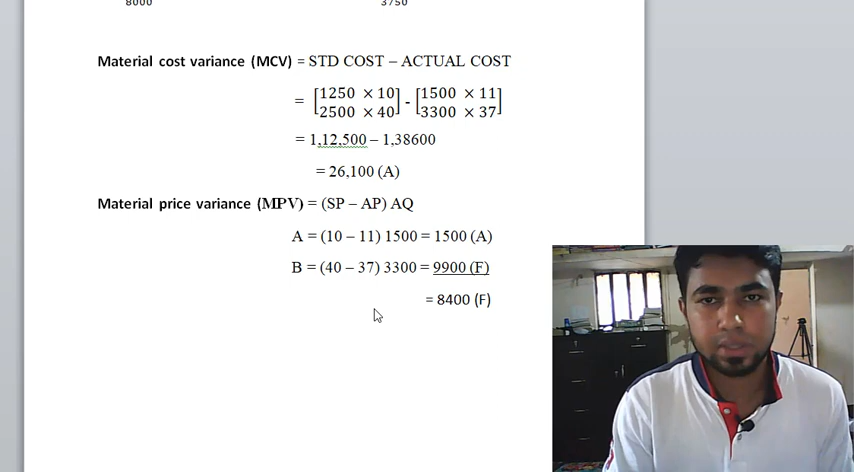 8000 3750
Material cost variance (MCV) = STD COST – ACTUAL COST
= [1250 × 10] - [1500 × 11]
[2500 × 40] [3300 × 37]
= 1,12,500 – 1,38600
= 26,100 (A)
Material price variance (MPV) = (SP – AP) AQ
A = (10 – 11) 1500 = 1500 (A)
B = (40 – 37) 3300 = 9900 (F)
= 8400 (F)